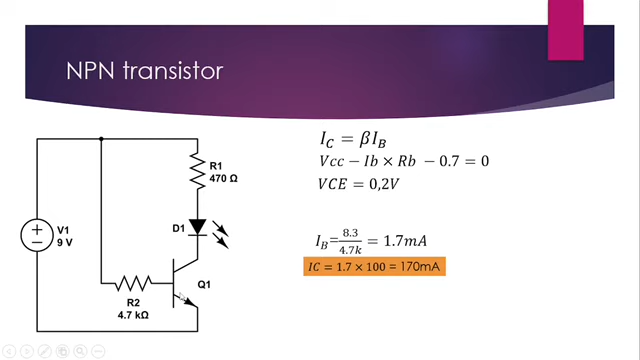 NPN transistor
R1
470 Ω
D1
V1
9 V
Q1
R2
4.7 kΩ
I_C = βI_B
Vcc − Ib × Rb − 0.7 = 0
VCE = 0,2V
I_B= 8.3/4.7k = 1.7mA
IC = 1.7 × 100 = 170mA